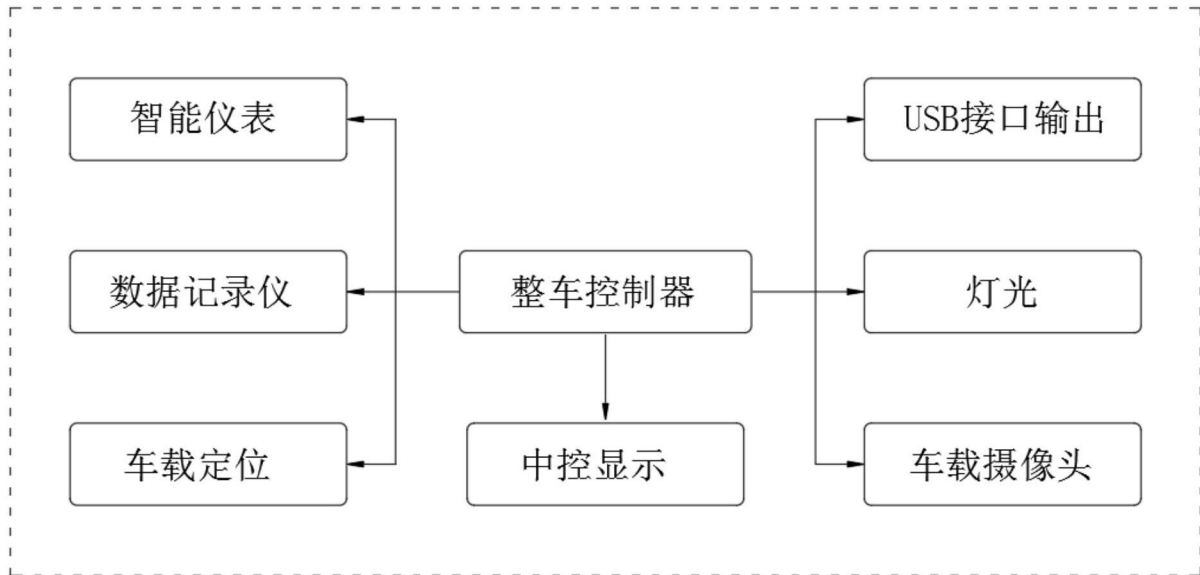 智能仪表
USB接口输出
数据记录仪
整车控制器
灯光
车载定位
中控显示
车载摄像头